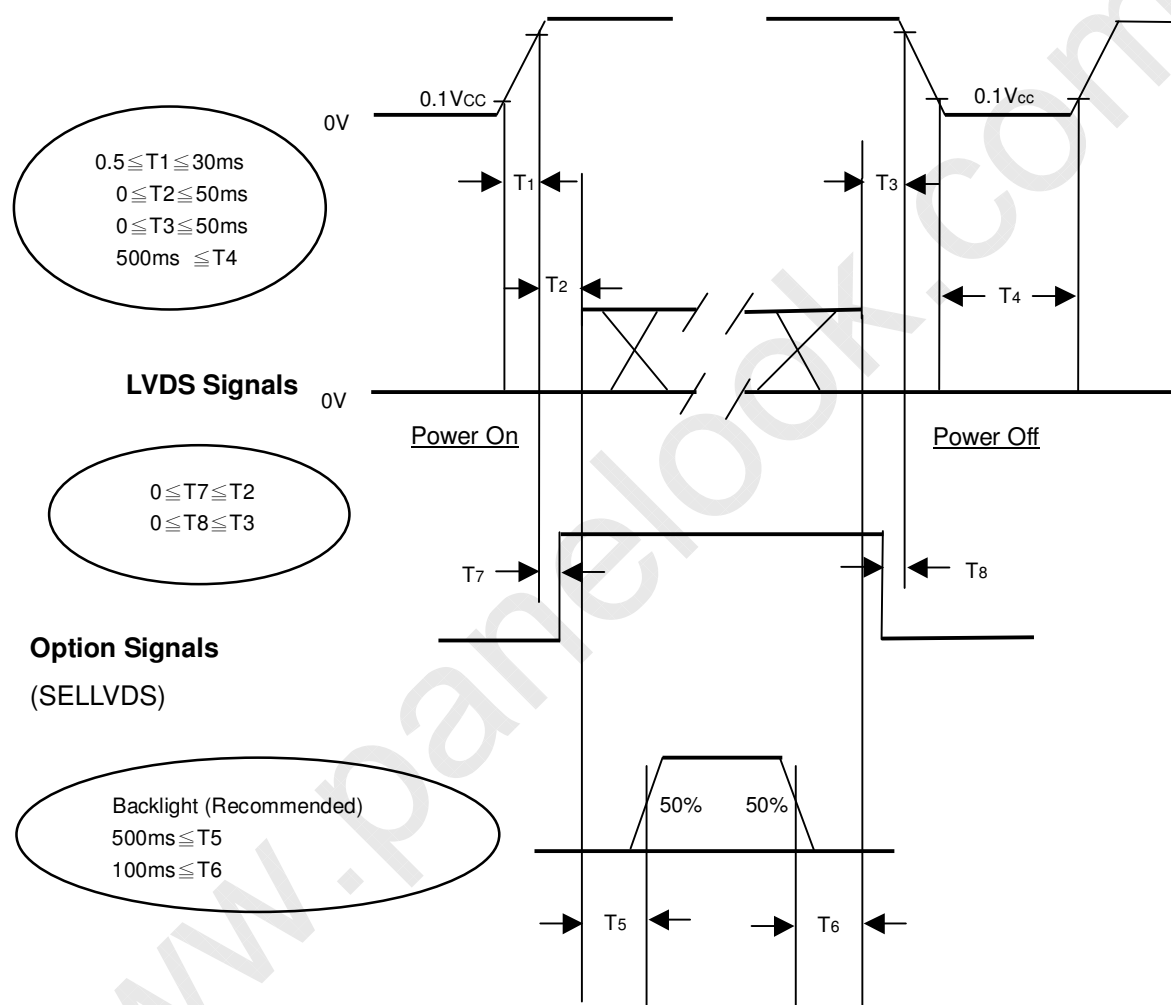 0.1VCC
0.1Vcc
0V
0.5≦T1≦30ms
0≦T2≦50ms
0≦T3≦50ms
500ms ≦T4
T1
T3
T2
T4
LVDS Signals
0V
Power On
Power Off
0≦T7≦T2
0≦T8≦T3
T7
T8
Option Signals
(SELLVDS)
Backlight (Recommended)
500ms≦T5
100ms≦T6
50%
50%
T5
T6
www.panelook.com